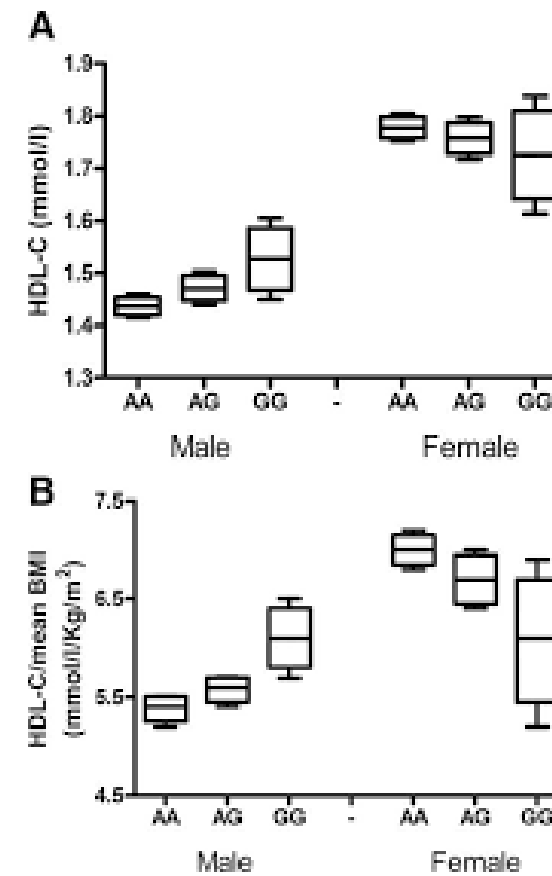 A
HDL-C (mmol/l)
1.9
1.8
1.7
1.6
1.5
1.4
1.3
AA AG GG - AA AG GG
Male Female
B
HDL-C/mean BMI
(mmol/l/Kg/m²)
7.5
6.5
5.5
4.5
AA AG GG - AA AG GG
Male Female